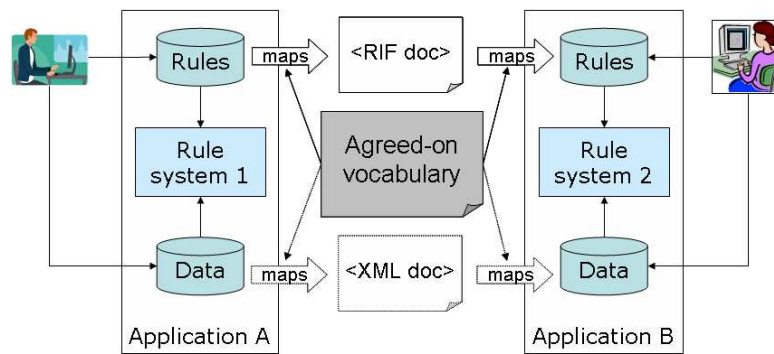 Rules
maps
<RIF doc>
maps
Rules
Rule
system 1
Agreed-on
vocabulary
Rule
system 2
Data
maps
<XML doc>
maps
Data
Application A
Application B